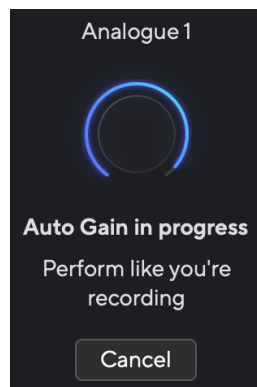 Analogue 1
Auto Gain in progress
Perform like you're
recording
Cancel